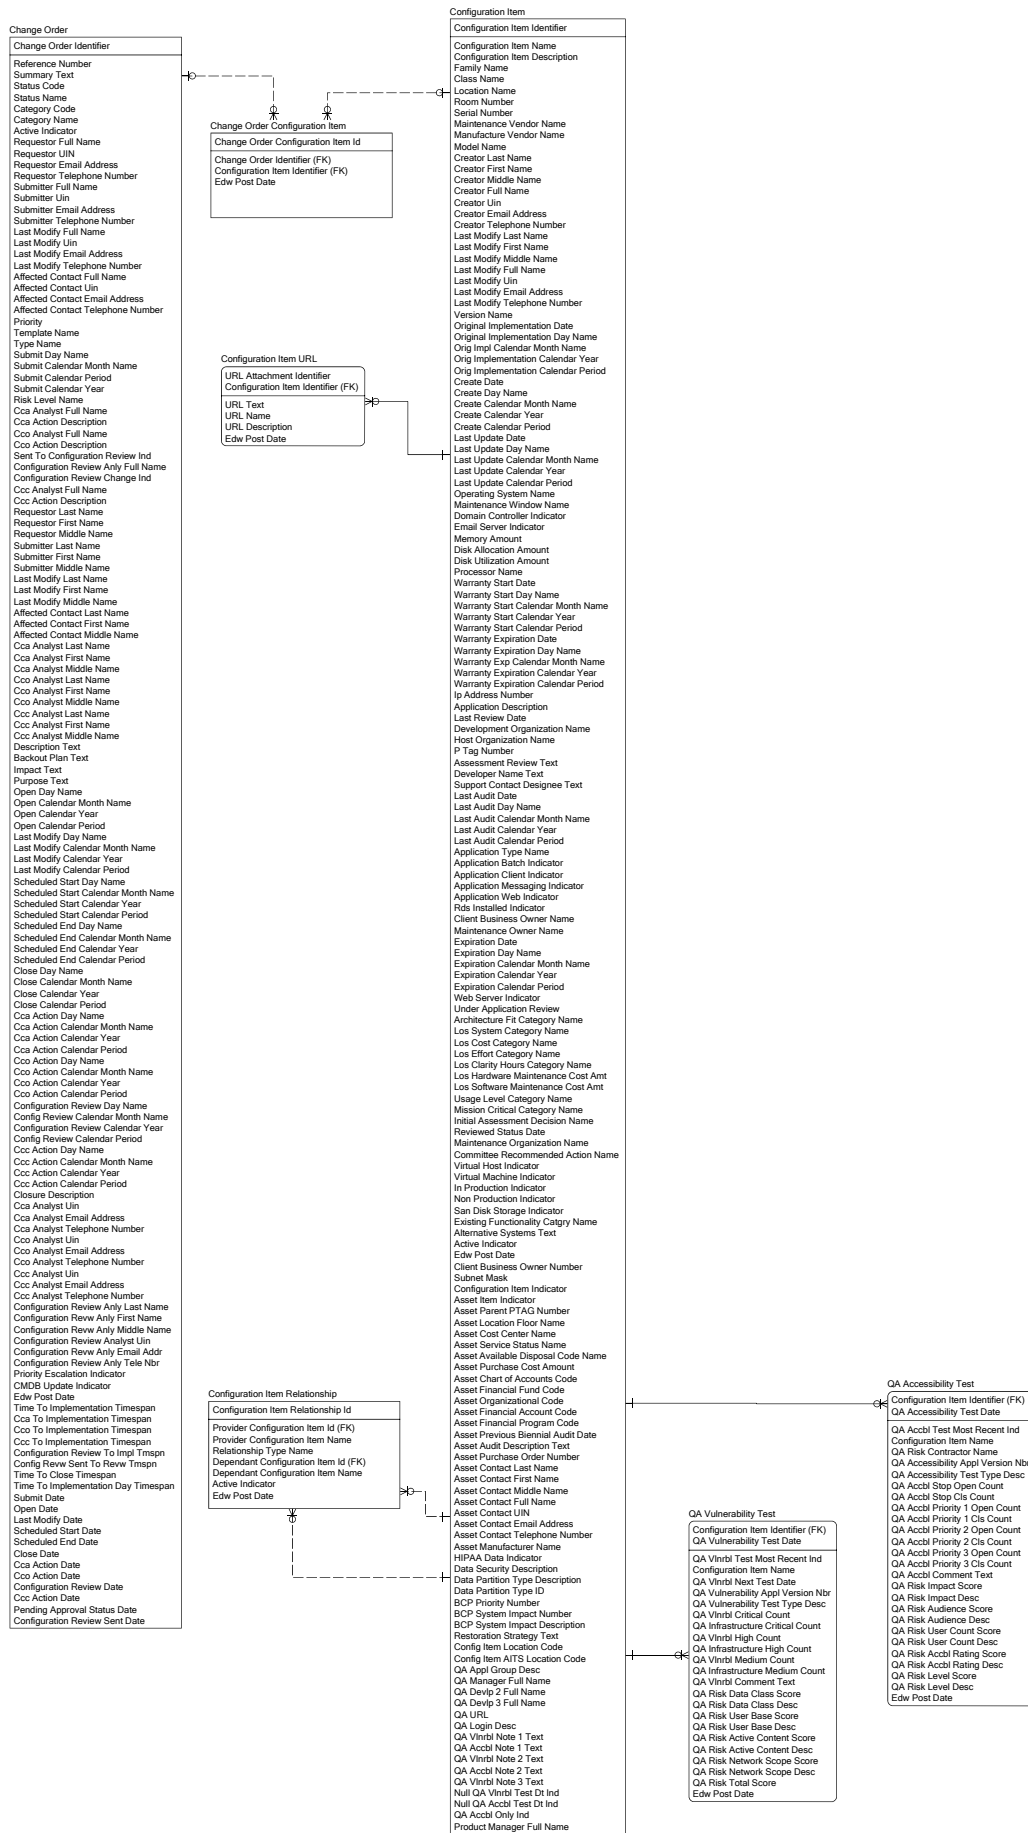 Change Order
Change Order Identifier
Reference Number
Summary Text
Status Code
Status Name
Category Code
Category Name
Active Indicator
Requestor Full Name
Requestor UIN
Requestor Email Address
Requestor Telephone Number
Submitter Full Name
Submitter Uin
Submitter Email Address
Submitter Telephone Number
Last Modify Full Name
Last Modify Uin
Last Modify Email Address
Last Modify Telephone Number
Affected Contact Full Name
Affected Contact Uin
Affected Contact Email Address
Affected Contact Telephone Number
Priority
Template Name
Type Name
Submit Day Name
Submit Calendar Month Name
Submit Calendar Period
Submit Calendar Year
Risk Level Name
Cca Analyst Full Name
Cca Action Description
Cco Analyst Full Name
Cco Action Description
Sent To Configuration Review Ind
Configuration Review Anly Full Name
Configuration Review Change Ind
Ccc Analyst Full Name
Ccc Action Description
Requestor Last Name
Requestor First Name
Requestor Middle Name
Submitter Last Name
Submitter First Name
Submitter Middle Name
Last Modify Last Name
Last Modify First Name
Last Modify Middle Name
Affected Contact Last Name
Affected Contact First Name
Affected Contact Middle Name
Cca Analyst Last Name
Cca Analyst First Name
Cca Analyst Middle Name
Cco Analyst Last Name
Cco Analyst First Name
Cco Analyst Middle Name
Ccc Analyst Last Name
Ccc Analyst First Name
Ccc Analyst Middle Name
Description Text
Backout Plan Text
Impact Text
Purpose Text
Open Day Name
Open Calendar Month Name
Open Calendar Year
Open Calendar Period
Last Modify Day Name
Last Modify Calendar Month Name
Last Modify Calendar Year
Last Modify Calendar Period
Scheduled Start Day Name
Scheduled Start Calendar Month Name
Scheduled Start Calendar Year
Scheduled Start Calendar Period
Scheduled End Day Name
Scheduled End Calendar Month Name
Scheduled End Calendar Year
Scheduled End Calendar Period
Close Day Name
Close Calendar Month Name
Close Calendar Year
Close Calendar Period
Cca Action Day Name
Cca Action Calendar Month Name
Cca Action Calendar Year
Cca Action Calendar Period
Cco Action Day Name
Cco Action Calendar Month Name
Cco Action Calendar Year
Cco Action Calendar Period
Configuration Review Day Name
Config Review Calendar Month Name
Configuration Review Calendar Year
Config Review Calendar Period
Ccc Action Day Name
Ccc Action Calendar Month Name
Ccc Action Calendar Year
Ccc Action Calendar Period
Closure Description
Cca Analyst Uin
Cca Analyst Email Address
Cca Analyst Telephone Number
Cco Analyst Uin
Cco Analyst Email Address
Cco Analyst Telephone Number
Ccc Analyst Uin
Ccc Analyst Email Address
Ccc Analyst Telephone Number
Configuration Review Anly Last Name
Configuration Revw Anly First Name
Configuration Revw Anly Middle Name
Configuration Review Analyst Uin
Configuration Revw Anly Email Addr
Configuration Review Anly Tele Nbr
Priority Escalation Indicator
CMDB Update Indicator
Edw Post Date
Time To Implementation Timespan
Cca To Implementation Timespan
Cco To Implementation Timespan
Ccc To Implementation Timespan
Configuration Review To Impl Tmspn
Config Revw Sent To Revw Tmspn
Time To Close Timespan
Time To Implementation Day Timespan
Submit Date
Open Date
Last Modify Date
Scheduled Start Date
Scheduled End Date
Close Date
Cca Action Date
Cco Action Date
Configuration Review Date
Ccc Action Date
Pending Approval Status Date
Configuration Review Sent Date
Change Order Configuration Item
Change Order Configuration Item Id
Change Order Identifier (FK)
Configuration Item Identifier (FK)
Edw Post Date
Configuration Item URL
URL Attachment Identifier
Configuration Item Identifier (FK)
URL Text
URL Name
URL Description
Edw Post Date
Configuration Item Relationship
Configuration Item Relationship Id
Provider Configuration Item Id (FK)
Provider Configuration Item Name
Relationship Type Name
Dependant Configuration Item Id (FK)
Dependant Configuration Item Name
Active Indicator
Edw Post Date
Configuration Item
Configuration Item Identifier
Configuration Item Name
Configuration Item Description
Family Name
Class Name
Location Name
Room Number
Serial Number
Maintenance Vendor Name
Manufacture Vendor Name
Model Name
Creator Last Name
Creator First Name
Creator Middle Name
Creator Full Name
Creator Uin
Creator Email Address
Creator Telephone Number
Last Modify Last Name
Last Modify First Name
Last Modify Middle Name
Last Modify Full Name
Last Modify Uin
Last Modify Email Address
Last Modify Telephone Number
Version Name
Original Implementation Date
Original Implementation Day Name
Orig Impl Calendar Month Name
Orig Implementation Calendar Year
Orig Implementation Calendar Period
Create Date
Create Day Name
Create Calendar Month Name
Create Calendar Year
Create Calendar Period
Last Update Date
Last Update Day Name
Last Update Calendar Month Name
Last Update Calendar Year
Last Update Calendar Period
Operating System Name
Maintenance Window Name
Domain Controller Indicator
Email Server Indicator
Memory Amount
Disk Allocation Amount
Disk Utilization Amount
Processor Name
Warranty Start Date
Warranty Start Day Name
Warranty Start Calendar Month Name
Warranty Start Calendar Year
Warranty Start Calendar Period
Warranty Expiration Date
Warranty Expiration Day Name
Warranty Exp Calendar Month Name
Warranty Expiration Calendar Year
Warranty Expiration Calendar Period
Ip Address Number
Application Description
Last Review Date
Development Organization Name
Host Organization Name
P Tag Number
Assessment Review Text
Developer Name Text
Support Contact Designee Text
Last Audit Date
Last Audit Day Name
Last Audit Calendar Month Name
Last Audit Calendar Year
Last Audit Calendar Period
Application Type Name
Application Batch Indicator
Application Client Indicator
Application Messaging Indicator
Application Web Indicator
Rds Installed Indicator
Client Business Owner Name
Maintenance Owner Name
Expiration Date
Expiration Day Name
Expiration Calendar Month Name
Expiration Calendar Year
Expiration Calendar Period
Web Server Indicator
Under Application Review
Architecture Fit Category Name
Los System Category Name
Los Cost Category Name
Los Effort Category Name
Los Clarity Hours Category Name
Los Hardware Maintenance Cost Amt
Los Software Maintenance Cost Amt
Usage Level Category Name
Mission Critical Category Name
Initial Assessment Decision Name
Reviewed Status Date
Maintenance Organization Name
Committee Recommended Action Name
Virtual Host Indicator
Virtual Machine Indicator
In Production Indicator
Non Production Indicator
San Disk Storage Indicator
Existing Functionality Catgry Name
Alternative Systems Text
Active Indicator
Edw Post Date
Client Business Owner Number
Subnet Mask
Configuration Item Indicator
Asset Item Indicator
Asset Parent PTAG Number
Asset Location Floor Name
Asset Cost Center Name
Asset Service Status Name
Asset Available Disposal Code Name
Asset Purchase Cost Amount
Asset Chart of Accounts Code
Asset Financial Fund Code
Asset Organizational Code
Asset Financial Account Code
Asset Financial Program Code
Asset Previous Biennial Audit Date
Asset Audit Description Text
Asset Purchase Order Number
Asset Contact Last Name
Asset Contact First Name
Asset Contact Middle Name
Asset Contact Full Name
Asset Contact UIN
Asset Contact Email Address
Asset Contact Telephone Number
Asset Manufacturer Name
HIPAA Data Indicator
Data Security Description
Data Partition Type Description
Data Partition Type ID
BCP Priority Number
BCP System Impact Number
BCP System Impact Description
Restoration Strategy Text
Config Item Location Code
Config Item AITS Location Code
QA Appl Group Desc
QA Manager Full Name
QA Devlp 2 Full Name
QA Devlp 3 Full Name
QA URL
QA Login Desc
QA Vlnrbl Note 1 Text
QA Accbl Note 1 Text
QA Vlnrbl Note 2 Text
QA Accbl Note 2 Text
QA Vlnrbl Note 3 Text
Null QA Vlnrbl Test Dt Ind
Null QA Accbl Test Dt Ind
QA Accbl Only Ind
Product Manager Full Name
QA Vulnerability Test
Configuration Item Identifier (FK)
QA Vulnerability Test Date
QA Vlnrbl Test Most Recent Ind
Configuration Item Name
QA Vlnrbl Next Test Date
QA Vulnerability Appl Version Nbr
QA Vulnerability Test Type Desc
QA Vlnrbl Critical Count
QA Infrastructure Critical Count
QA Vlnrbl High Count
QA Infrastructure High Count
QA Vlnrbl Medium Count
QA Infrastructure Medium Count
QA Vlnrbl Comment Text
QA Risk Data Class Score
QA Risk Data Class Desc
QA Risk User Base Score
QA Risk User Base Desc
QA Risk Active Content Score
QA Risk Active Content Desc
QA Risk Network Scope Score
QA Risk Network Scope Desc
QA Risk Total Score
Edw Post Date
QA Accessibility Test
Configuration Item Identifier (FK)
QA Accessibility Test Date
QA Accbl Test Most Recent Ind
Configuration Item Name
QA Risk Contractor Name
QA Accessibility Appl Version Nbr
QA Accessibility Test Type Desc
QA Accbl Stop Open Count
QA Accbl Stop Cls Count
QA Accbl Priority 1 Open Count
QA Accbl Priority 1 Cls Count
QA Accbl Priority 2 Open Count
QA Accbl Priority 2 Cls Count
QA Accbl Priority 3 Open Count
QA Accbl Priority 3 Cls Count
QA Accbl Comment Text
QA Risk Impact Score
QA Risk Impact Desc
QA Risk Audience Score
QA Risk Audience Desc
QA Risk User Count Score
QA Risk User Count Desc
QA Risk Accbl Rating Score
QA Risk Accbl Rating Desc
QA Risk Level Score
QA Risk Level Desc
Edw Post Date